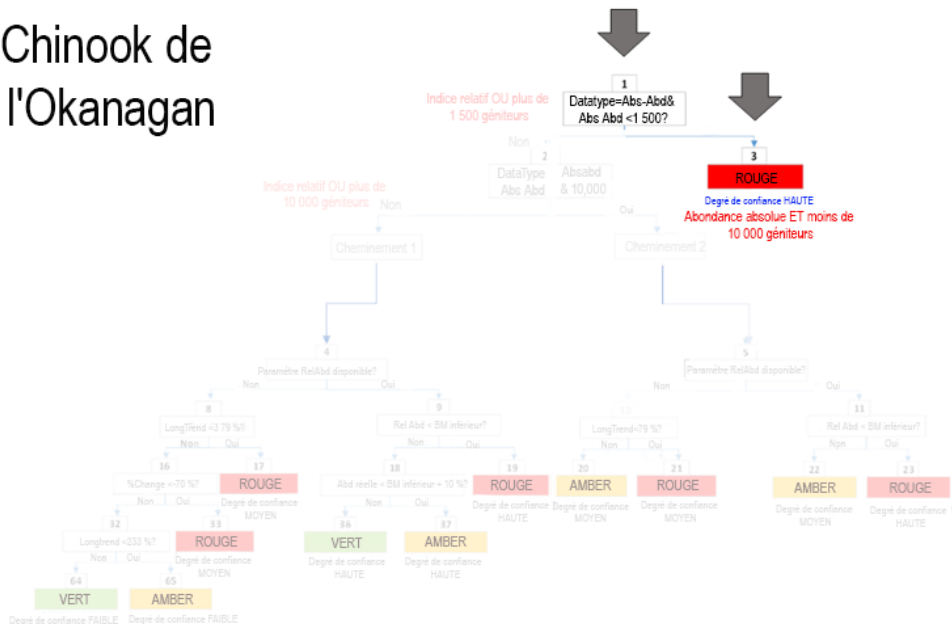 Chinook de
l'Okanagan
1
Datatype=Abs-Abd&
Abs Abd <1 500?
Indice relatif OU plus de
1 500 géniteurs
Non
3
ROUGE
Degré de confiance HAUTE
Abondance absolue ET moins de
10 000 géniteurs
2
DataType Absabd
Abs Abd & 10,000
Indice relatif OU plus de
10 000 géniteurs
Non
Oui
Cheminement 1
Cheminement 2
4
Paramètre RelAbd disponible?
Non
Oui
5
Paramètre RelAbd disponible?
Non
Oui
8
LongTrend <3 79 %?
Non Oui
9
Rel Abd < BM inférieur?
Non Oui
LongTrend<79 %?
Non Oui
11
Rel Abd < BM inférieur?
Non Oui
16
%Change <-70 %?
Non Oui
17
ROUGE
Degré de confiance
MOYEN
18
Abd réelle < BM inférieur + 10 %?
Non Oui
19
ROUGE
Degré de confiance
HAUTE
20
AMBER
Degré de confiance
MOYEN
21
ROUGE
Degré de confiance
MOYEN
22
AMBER
Degré de confiance
MOYEN
23
ROUGE
Degré de confiance
HAUTE
32
Longtrend <233 %?
Non Oui
33
ROUGE
Degré de confiance
MOYEN
36
VERT
Degré de confiance
HAUTE
37
AMBER
Degré de confiance
HAUTE
64
VERT
Degré de confiance FAIBLE
65
AMBER
Degré de confiance FAIBLE